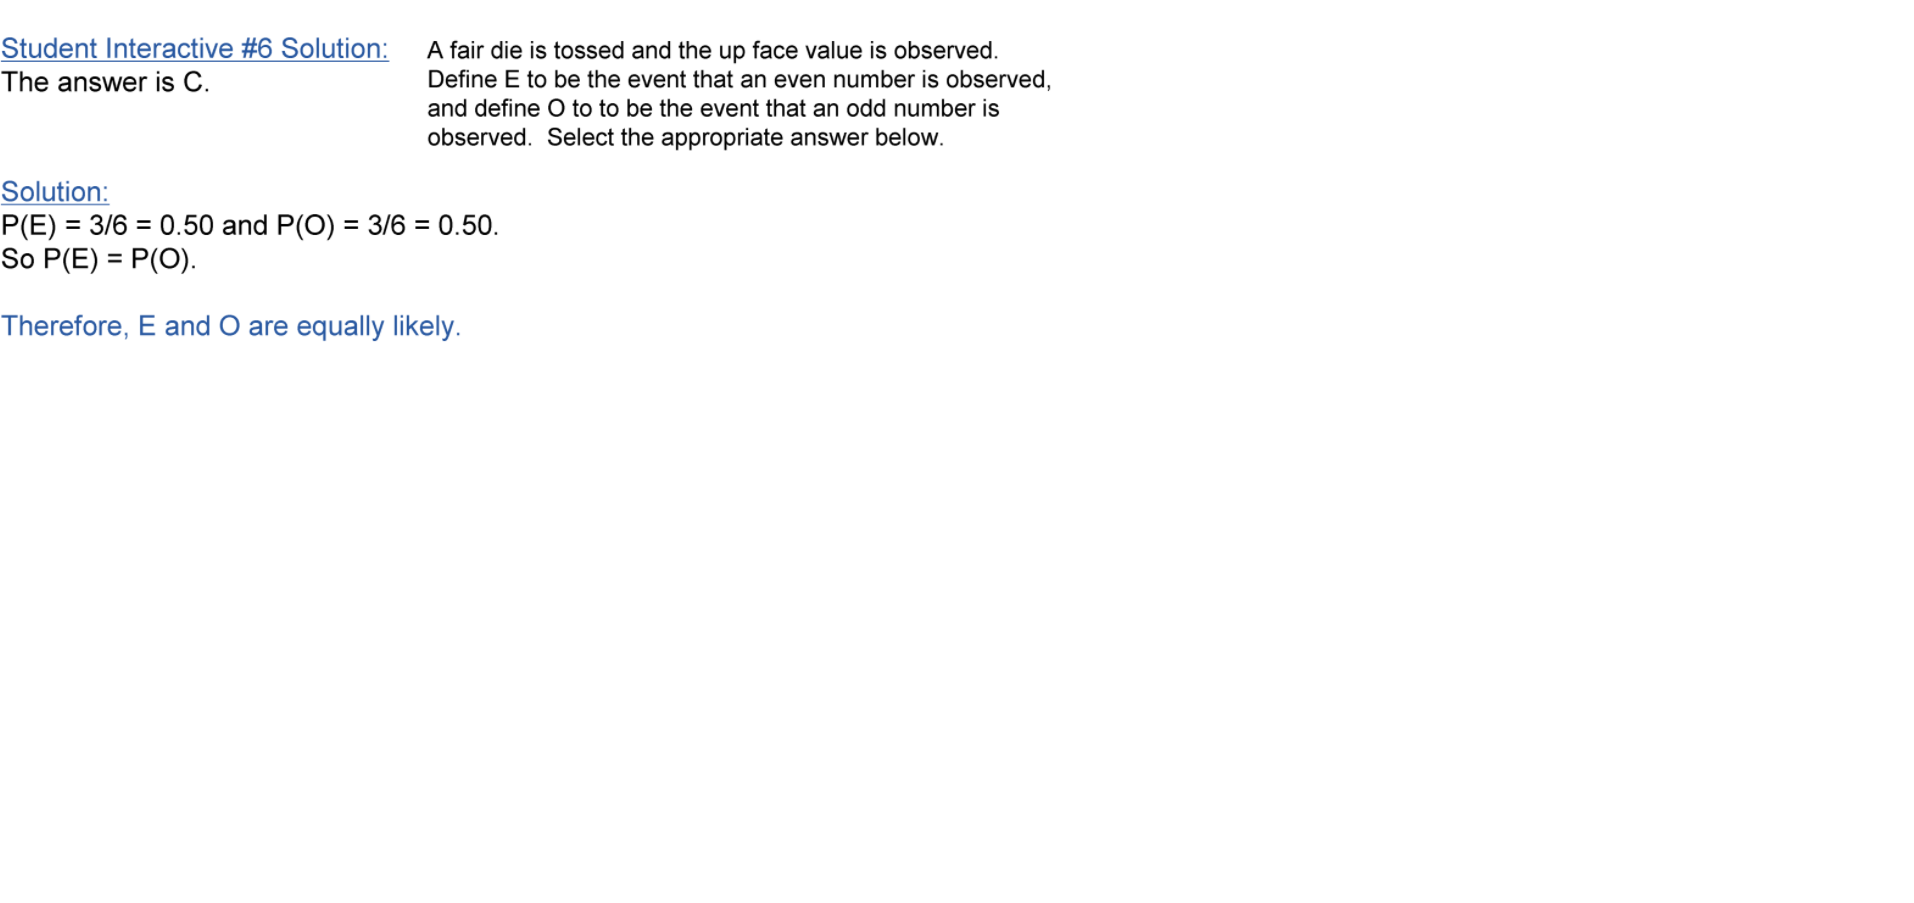 Student Interactive #6 Solution:
The answer is C.
A fair die is tossed and the up face value is observed.
Define E to be the event that an even number is observed,
and define O to to be the event that an odd number is
observed.  Select the appropriate answer below.
Solution:
P(E) = 3/6 = 0.50 and P(O) = 3/6 = 0.50.
So P(E) = P(O).
Therefore, E and O are equally likely.